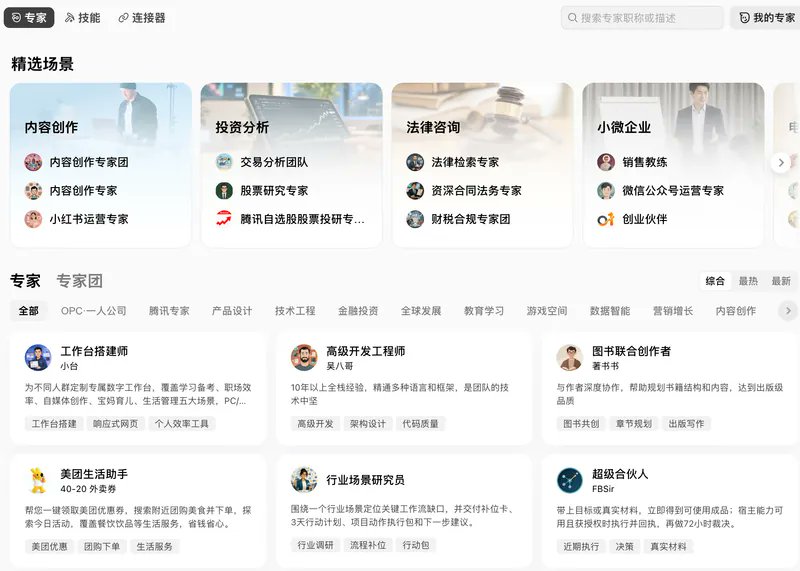 专家
技能
连接器
搜索专家职称或描述
我的专家
精选场景
内容创作
内容创作专家团
内容创作专家
小红书运营专家
投资分析
交易分析团队
股票研究专家
腾讯自选股股票投研专...
法律咨询
法律检索专家
资深合同法务专家
财税合规专家团
小微企业
销售教练
微信公众号运营专家
创业伙伴
专家
专家团
综合
最热
最新
全部
OPC·一人公司
腾讯专家
产品设计
技术工程
金融投资
全球发展
教育学习
游戏空间
数据智能
营销增长
内容创作
工作台搭建师
小台
为不同人群定制专属数字工作台，覆盖学习备考、职场效
率、自媒体创作、宝妈育儿、生活管理五大场景，PC/...
工作台搭建
响应式网页
个人效率工具
高级开发工程师
吴八哥
10年以上全栈经验，精通多种语言和框架，是团队的技
术中坚
高级开发
架构设计
代码质量
图书联合创作者
著书书
与作者深度协作，帮助规划书籍结构和内容，达到出版级
品质
图书共创
章节规划
出版写作
美团生活助手
40-20 外卖券
帮您一键领取美团优惠券，搜索附近团购美食并下单，探
索今日活动，覆盖餐饮饱等生活服务，省钱省心。
美团优惠
团购下单
生活服务
行业场景研究员
围绕一个行业场景定位关键工作流缺口，并交付补位卡、
3天行动计划、项目动作执行包和下一步建议。
行业调研
流程补位
行动包
超级合伙人
FBSir
带上目标或真实材料，立即得到可使用成品；宿主能力可
用且获授权时执行并回执，再做72小时裁决。
近期执行
决策
真实材料